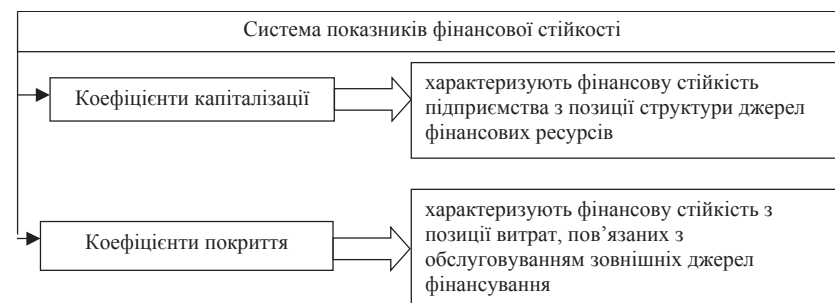 Система показників фінансової стійкості
Коефіцієнти капіталізації
характеризують фінансову стійкість
підприємства з позиції структури джерел
фінансових ресурсів
Коефіцієнти покриття
характеризують фінансову стійкість з
позиції витрат, пов’язаних з
обслуговуванням зовнішніх джерел
фінансування